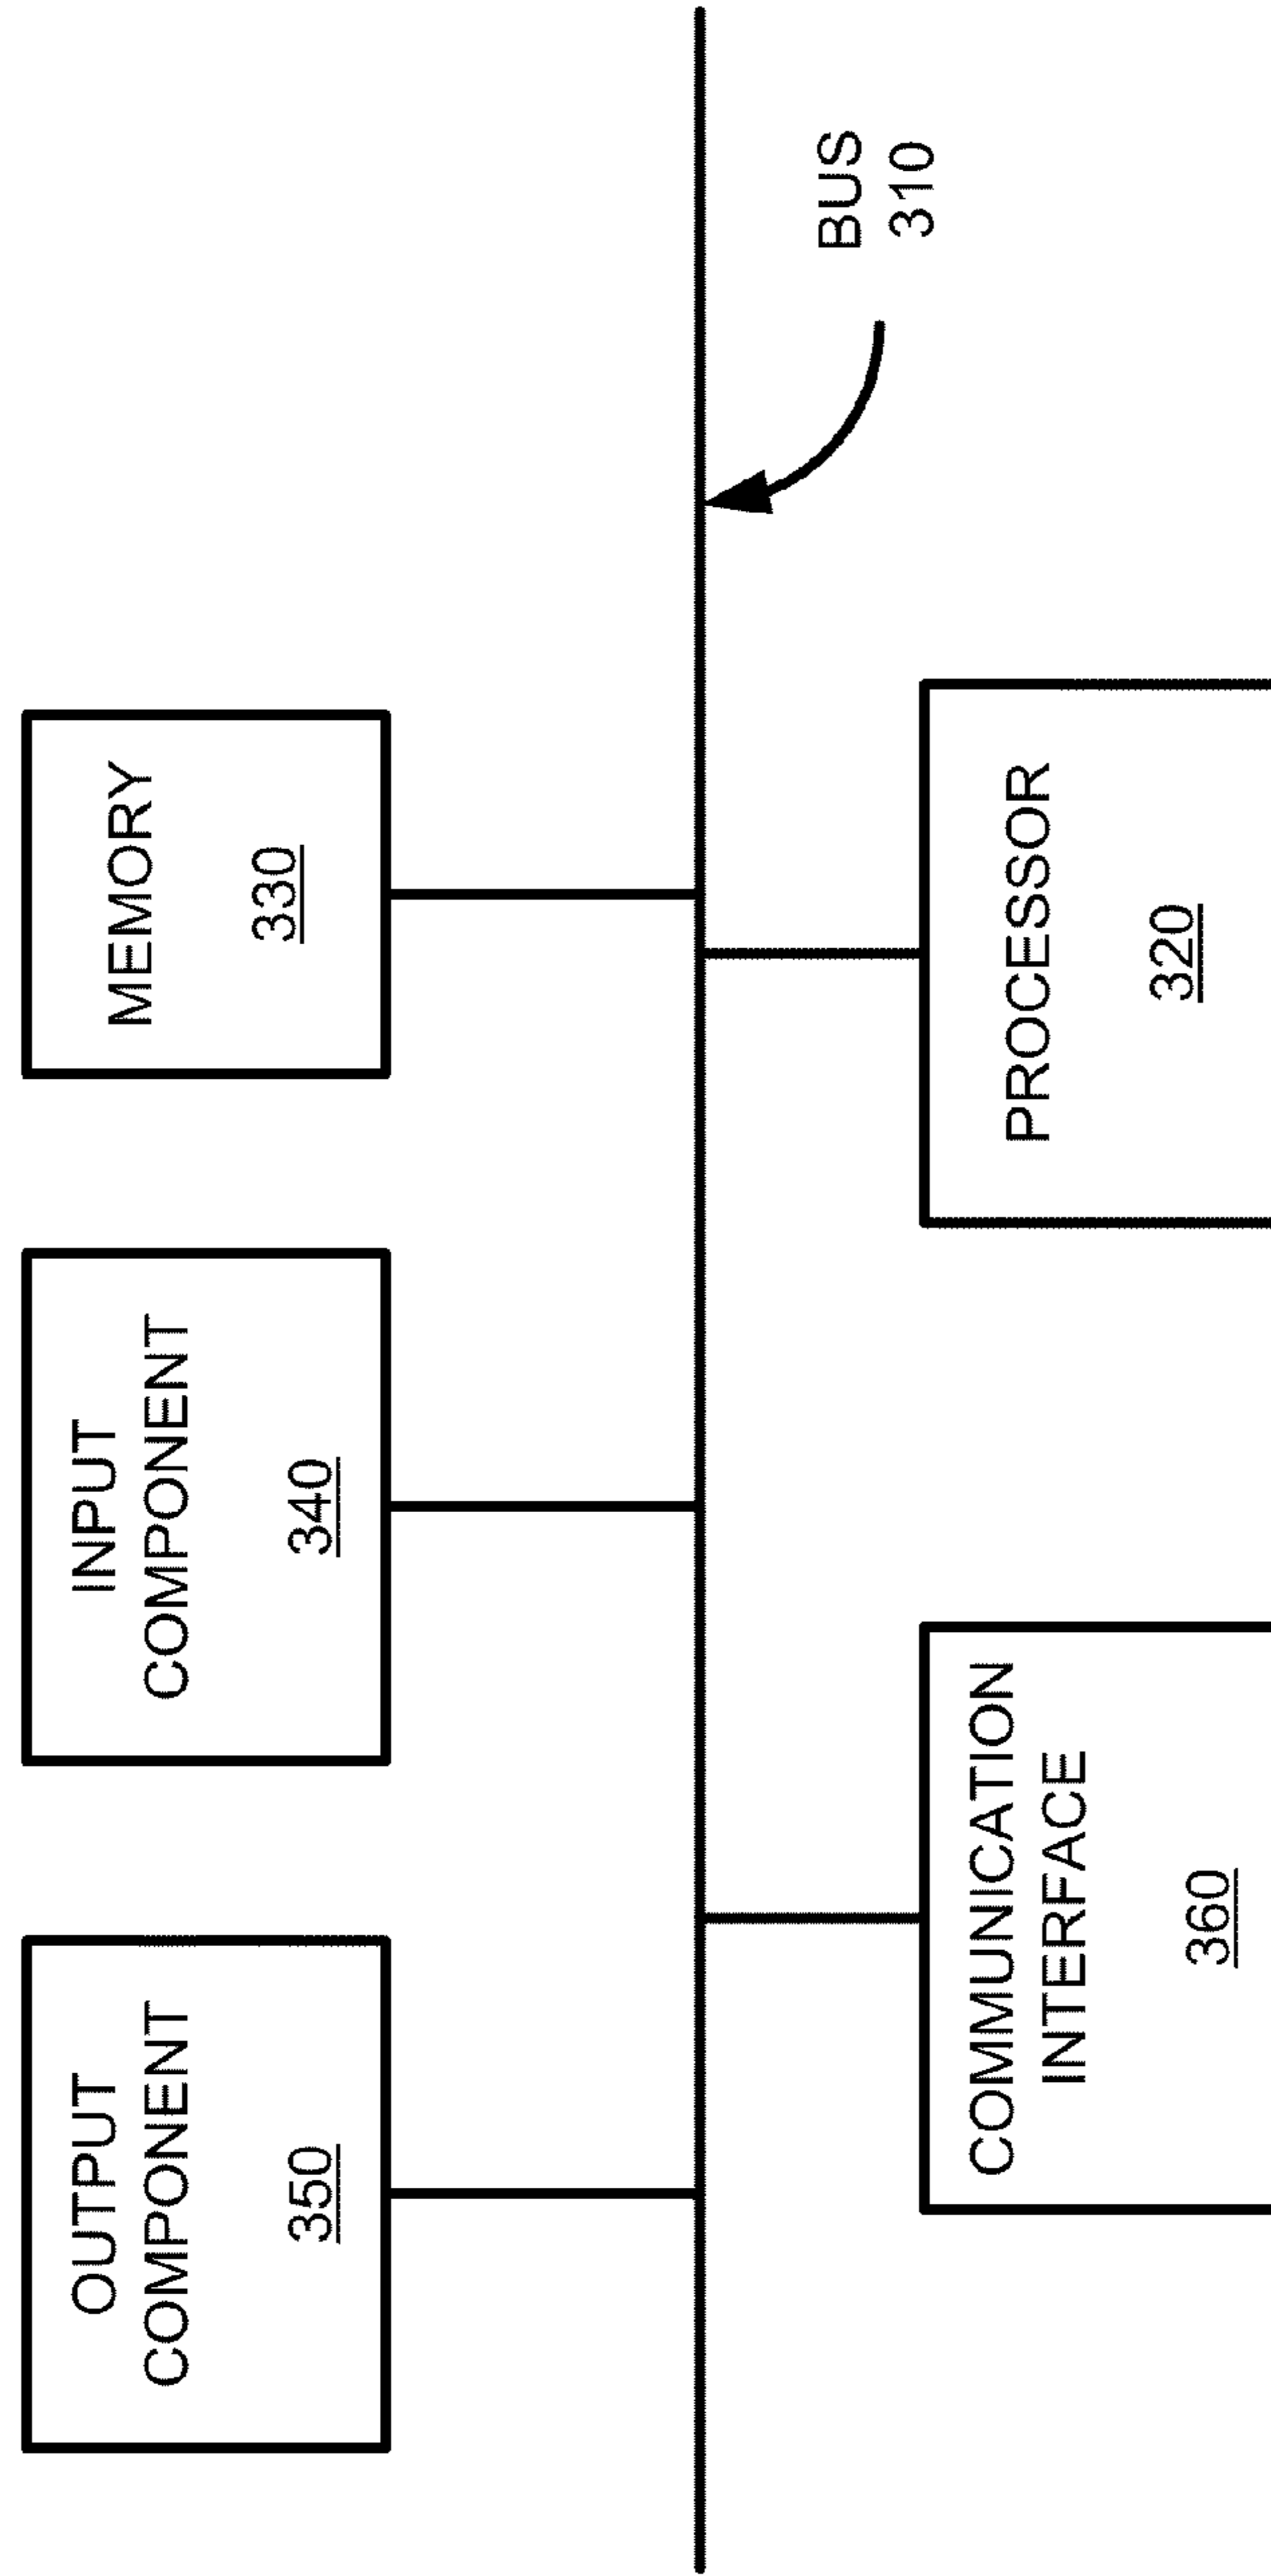 OUTPUT
COMPONENT
350
INPUT
COMPONENT
340
MEMORY
330
BUS
310
COMMUNICATION
INTERFACE
360
PROCESSOR
320